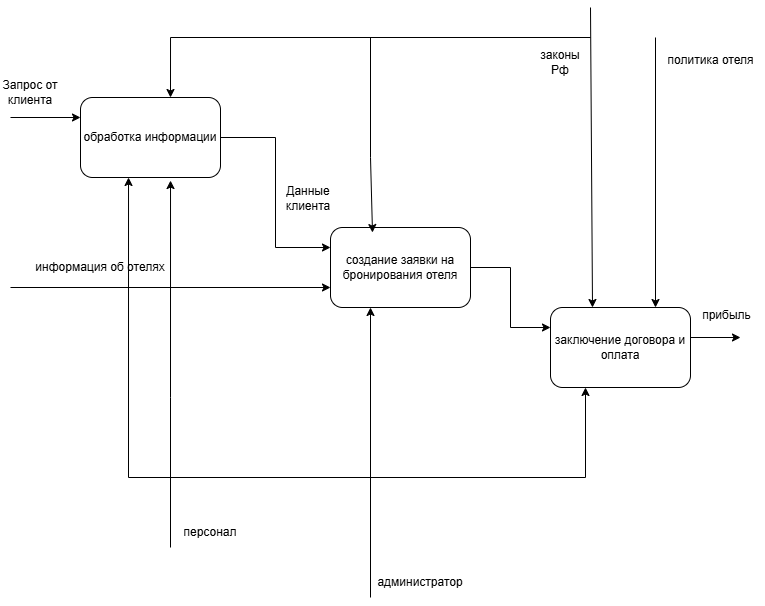 законы
Рф
политика отеля
Запрос от
клиента
обработка информации
Данные
клиента
информация об отелях
создание заявки на
бронирования отеля
прибыль
заключение договора и
оплата
персонал
администратор